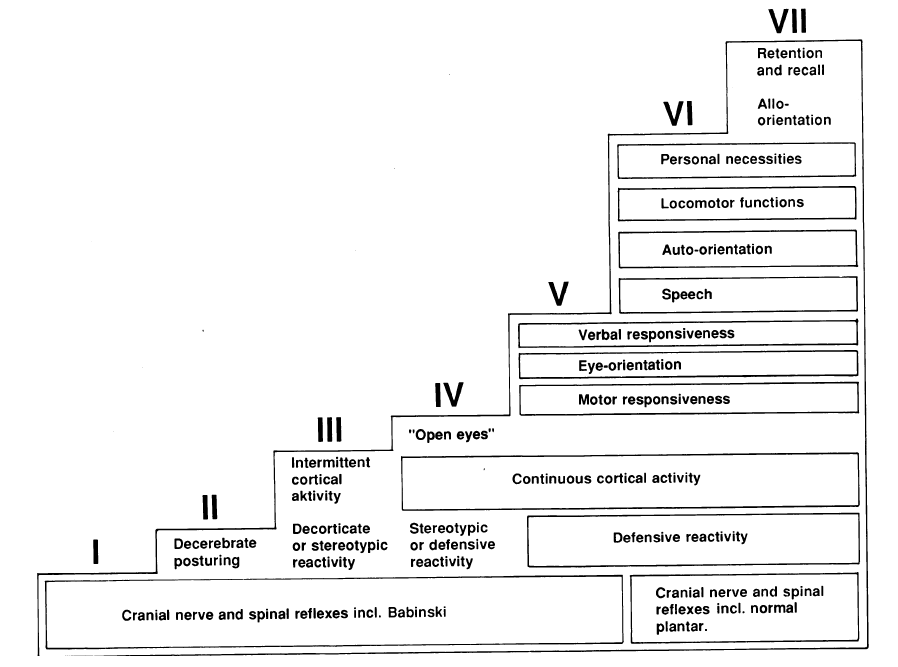 VII
Retention
and recall
Allo-
orientation
VI
Personal necessities
Locomotor functions
Auto-orientation
Speech
V
Verbal responsiveness
Eye-orientation
Motor responsiveness
IV
"Open eyes"
III
Intermittent
cortical
aktivity
Continuous cortical activity
II
Decerebrate
posturing
Decorticate
or stereotypic
reactivity
Stereotypic
or defensive
reactivity
Defensive reactivity
I
Cranial nerve and spinal reflexes incl. Babinski
Cranial nerve and spinal
reflexes incl. normal
plantar.